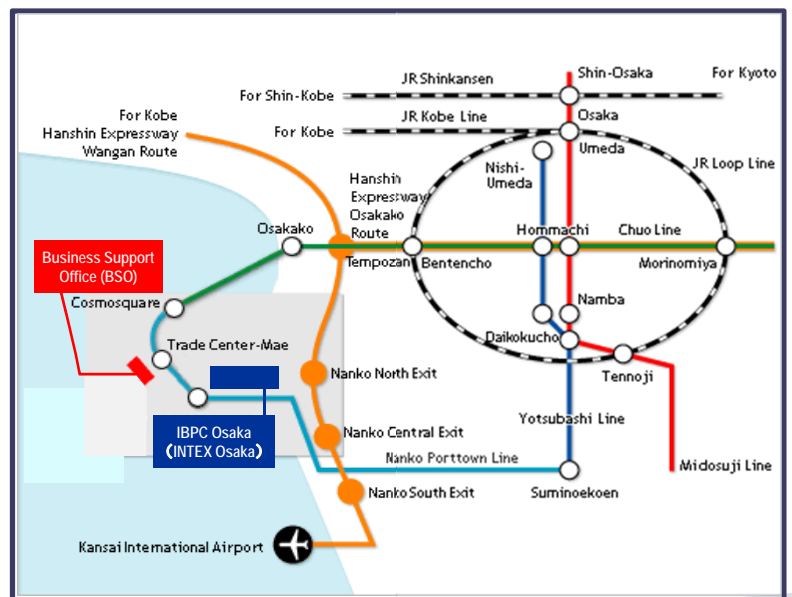 JR Shinkansen
Shin-Osaka
For Kyoto
For Shin-Kobe
For Kobe
Hanshin Expressway
Wangan Route
JR Kobe Line
Osaka
For Kobe
Umeda
Nishi-
Umeda
JR Loop Line
Hanshin
Expressway
Osakako
Route
Osakako
Hommachi
Chuo Line
Tempozan
Bentencho
Morinomiya
Business Support
Office (BSO)
Cosmosquare
Namba
Daikokucho
Trade Center-Mae
Tennoji
Nanko North Exit
IBPC Osaka
(INTEX Osaka)
Yotsubashi Line
Nanko Central Exit
Nanko Porttown Line
Midosuji Line
Nanko South Exit
Suminoekoen
Kansai International Airport